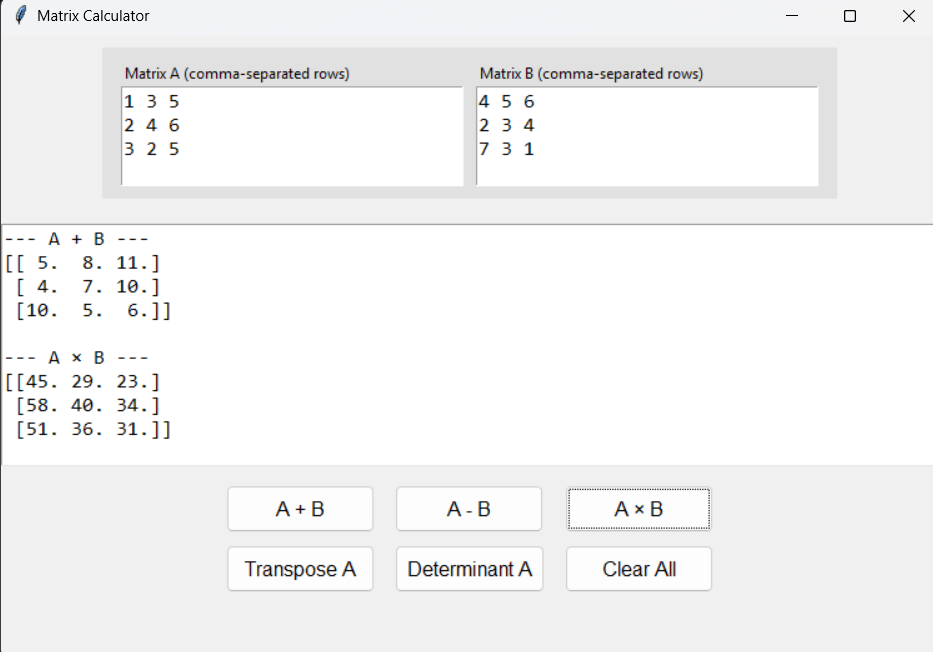 Matrix Calculator
Matrix A (comma-separated rows) Matrix B (comma-separated rows)
1 3 5 4 5 6
2 4 6 2 3 4
3 2 5 7 3 1
--- A + B ---
[[ 5.  8. 11.]
 [ 4.  7. 10.]
 [10.  5.  6.]]
--- A × B ---
[[45. 29. 23.]
 [58. 40. 34.]
 [51. 36. 31.]]
A + B A - B A × B
Transpose A Determinant A Clear All